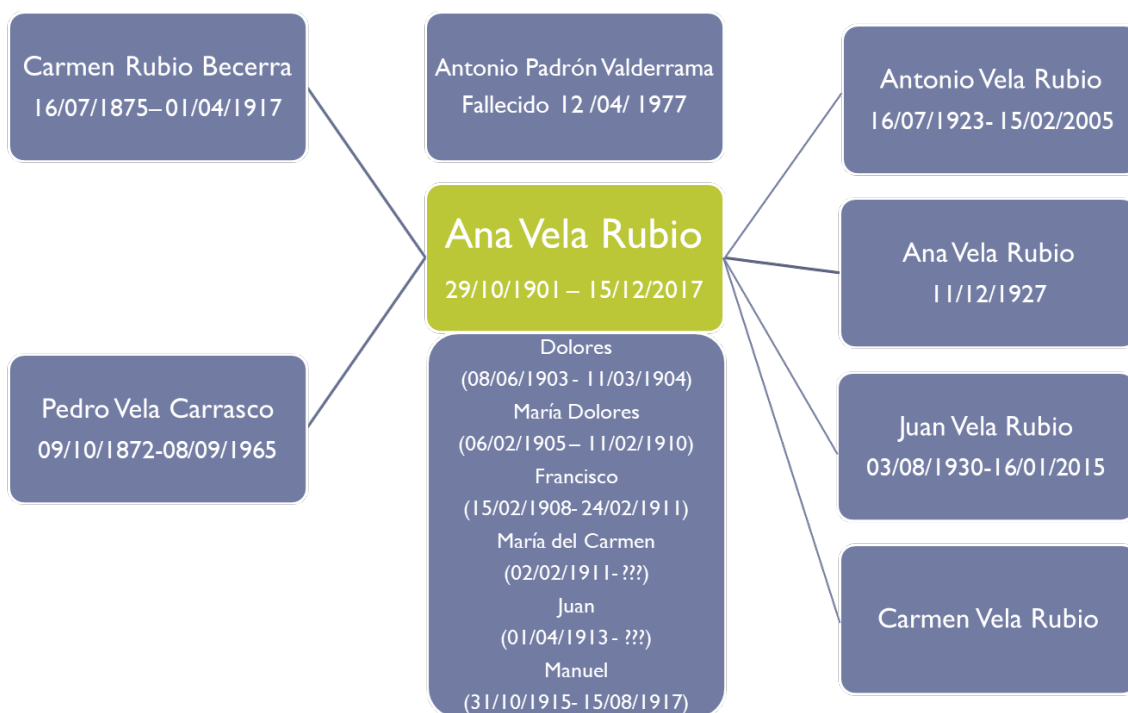 Carmen Rubio Becerra
16/07/1875– 01/04/1917
Pedro Vela Carrasco
09/10/1872-08/09/1965
Antonio Padrón Valderrama
Fallecido 12 /04/ 1977
Ana Vela Rubio
29/10/1901 – 15/12/2017
Dolores
(08/06/1903 - 11/03/1904)
María Dolores
(06/02/1905 – 11/02/1910)
Francisco
(15/02/1908- 24/02/1911)
María del Carmen
(02/02/1911- ???)
Juan
(01/04/1913 - ???)
Manuel
(31/10/1915- 15/08/1917)
Antonio Vela Rubio
16/07/1923- 15/02/2005
Ana Vela Rubio
11/12/1927
Juan Vela Rubio
03/08/1930-16/01/2015
Carmen Vela Rubio